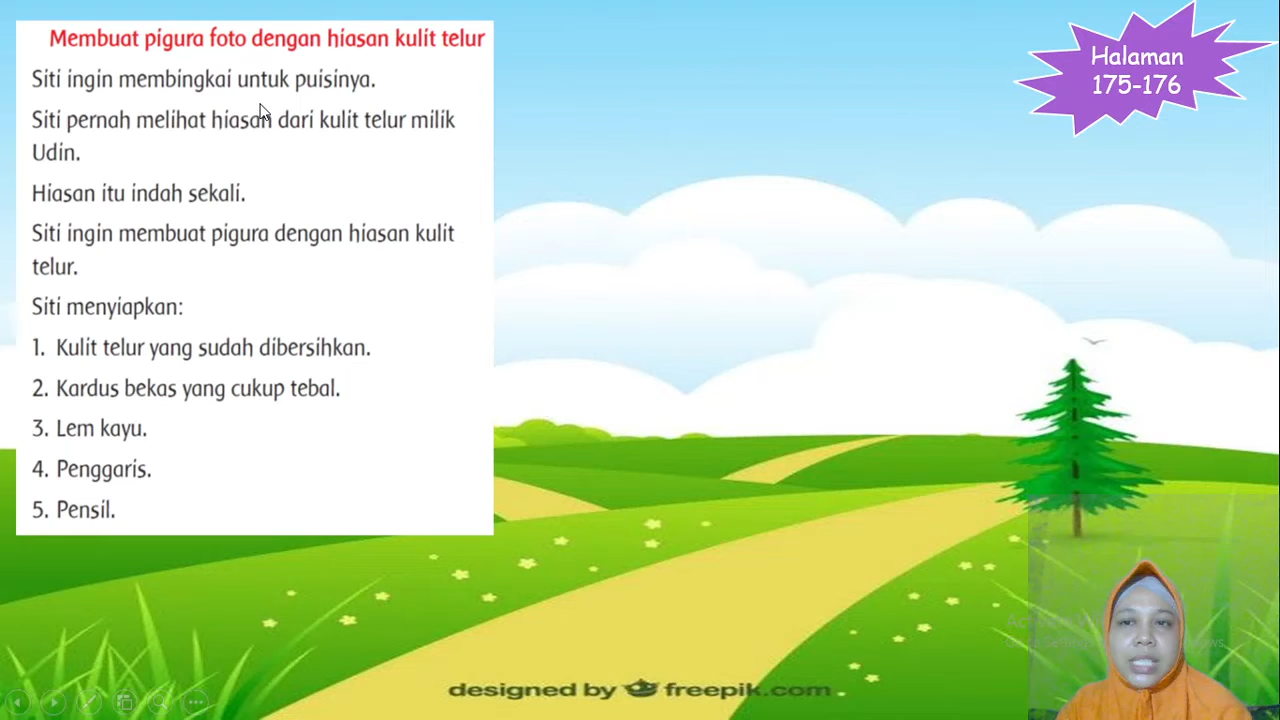 Membuat pigura foto dengan hiasan kulit telur
Siti ingin membingkai untuk puisinya.
Siti pernah melihat hiasan dari kulit telur milik
Udin.
Hiasan itu indah sekali.
Siti ingin membuat pigura dengan hiasan kulit
telur.
Siti menyiapkan:
1. Kulit telur yang sudah dibersihkan.
2. Kardus bekas yang cukup tebal.
3. Lem kayu.
4. Penggaris.
5. Pensil.
Halaman
175-176
designed by freepik.com